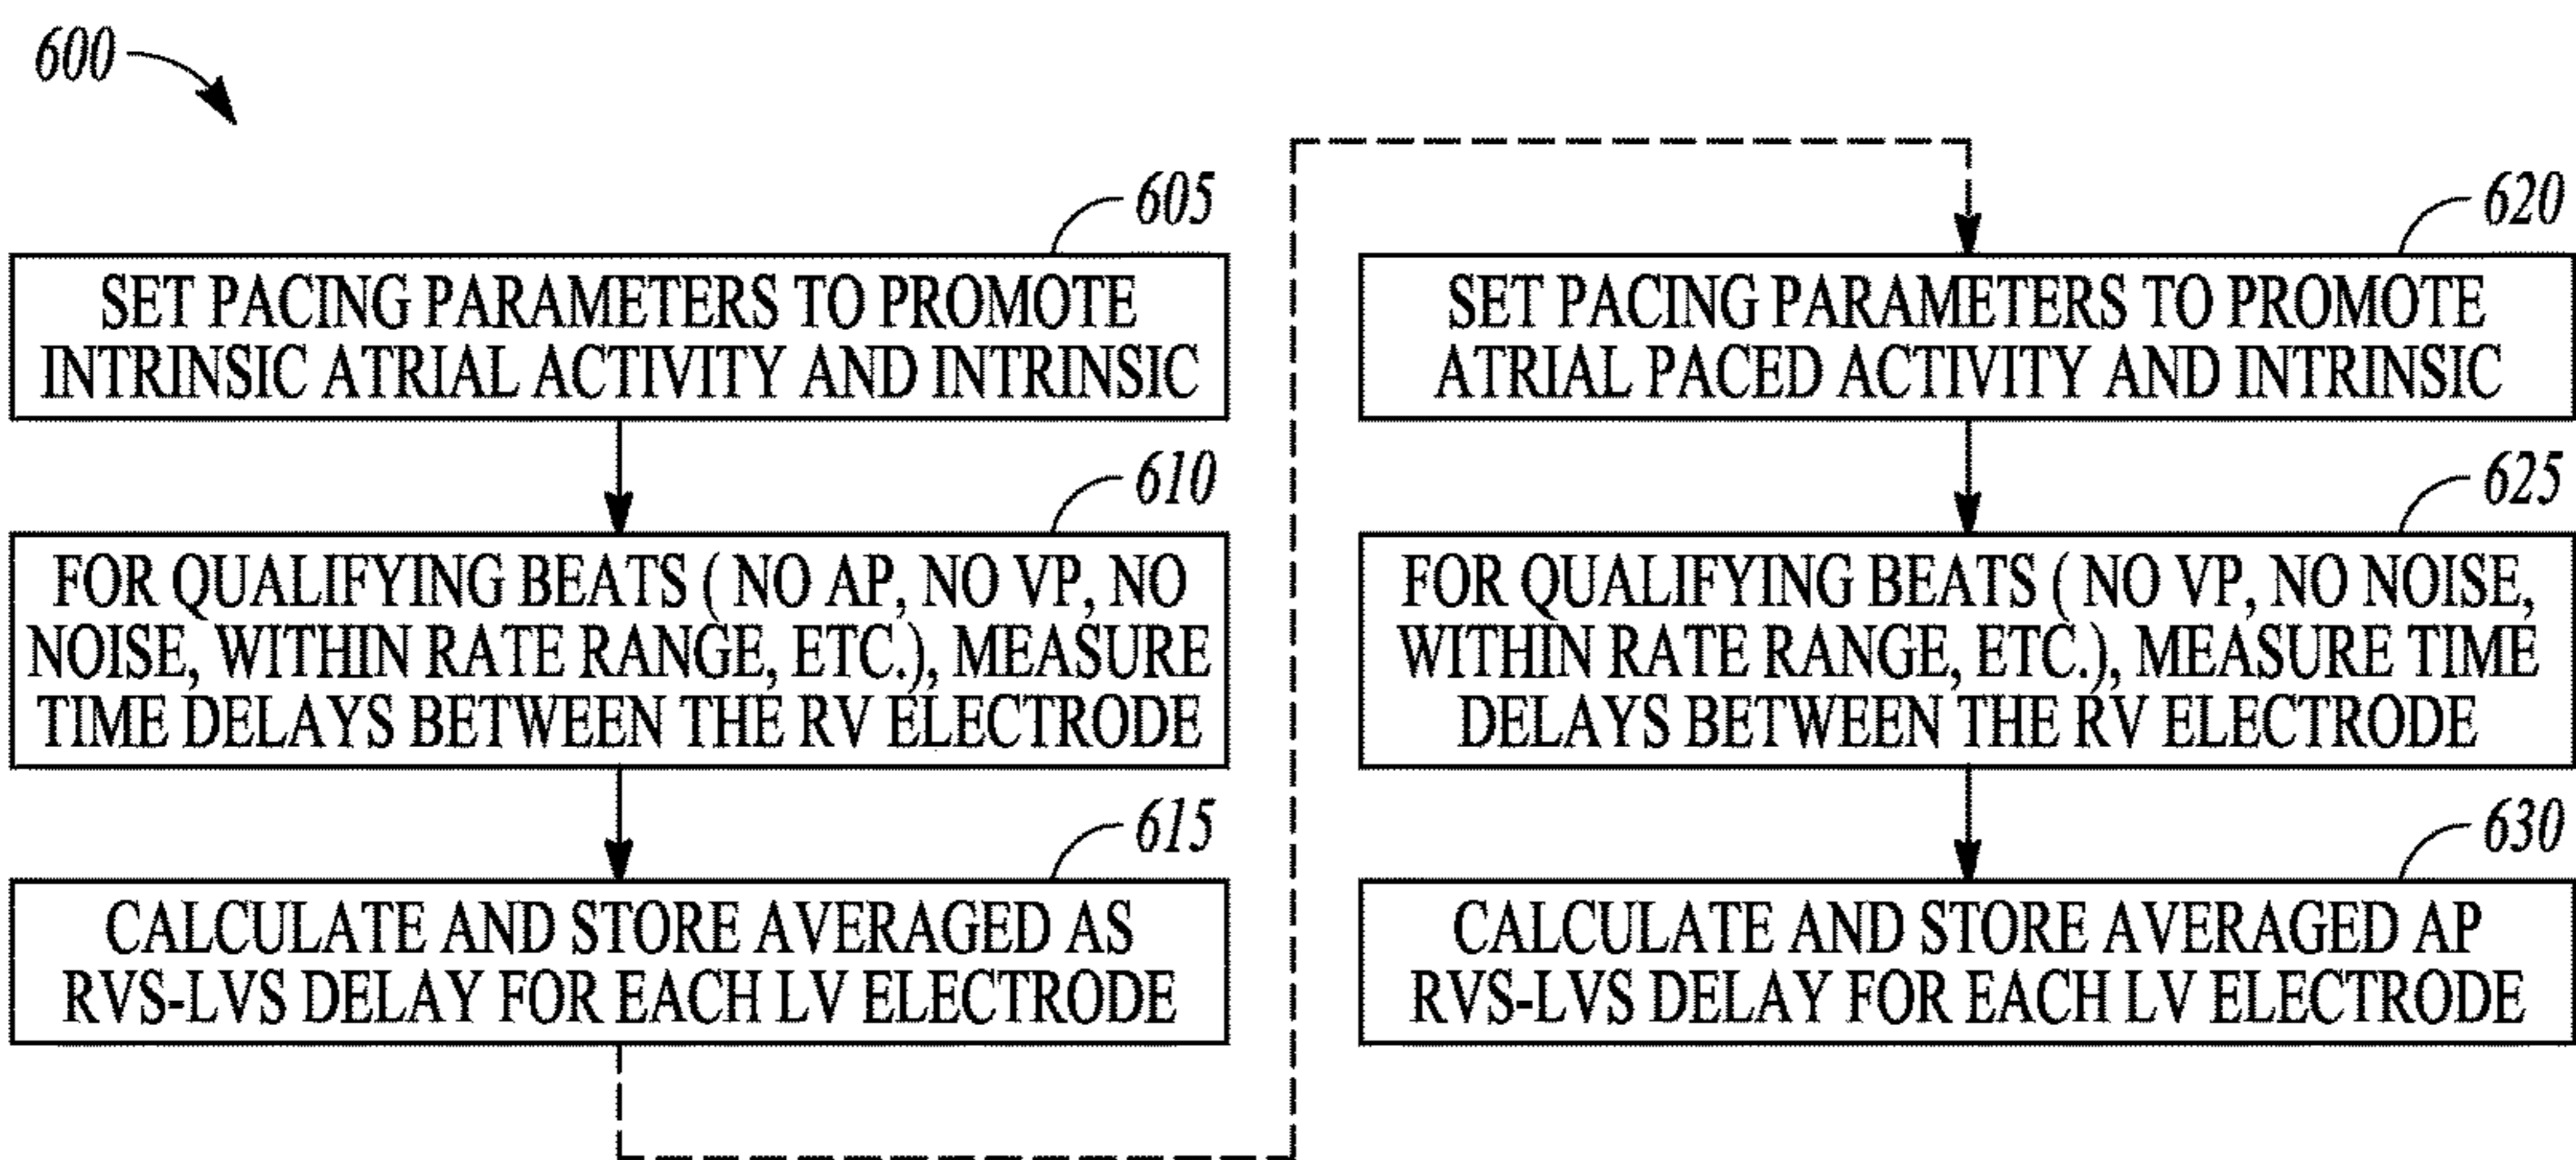 600
605
SET PACING PARAMETERS TO PROMOTE
INTRINSIC ATRIAL ACTIVITY AND INTRINSIC
610
FOR QUALIFYING BEATS ( NO AP, NO VP, NO
NOISE, WITHIN RATE RANGE, ETC.), MEASURE
TIME DELAYS BETWEEN THE RV ELECTRODE
615
CALCULATE AND STORE AVERAGED AS
RVS-LVS DELAY FOR EACH LV ELECTRODE
620
SET PACING PARAMETERS TO PROMOTE
ATRIAL PACED ACTIVITY AND INTRINSIC
625
FOR QUALIFYING BEATS ( NO VP, NO NOISE,
WITHIN RATE RANGE, ETC.), MEASURE TIME
DELAYS BETWEEN THE RV ELECTRODE
630
CALCULATE AND STORE AVERAGED AP
RVS-LVS DELAY FOR EACH LV ELECTRODE